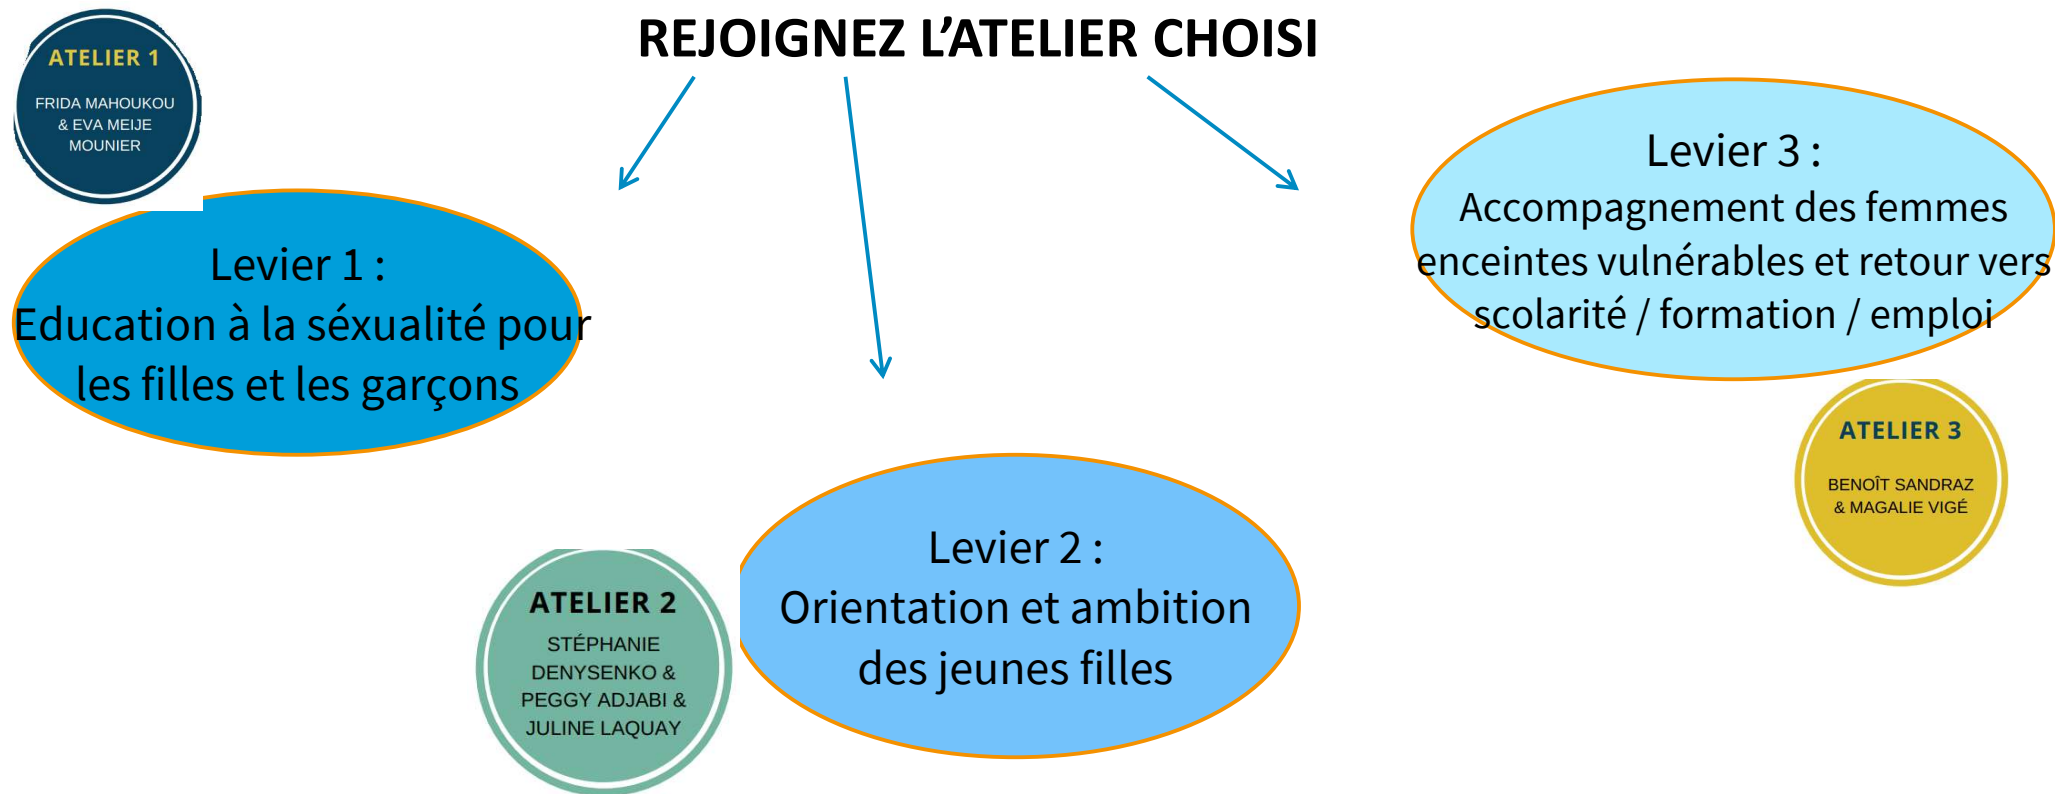 REJOIGNEZ L'ATELIER CHOISI
ATELIER 1
FRIDA MAHOUKOU
& EVA MEIJE
MOUNIER
Levier 1 :
Education à la séxualité pour
les filles et les garçons
Levier 3 :
Accompagnement des femmes
enceintes vulnérables et retour vers
scolarité / formation / emploi
ATELIER 3
BENOÎT SANDRAZ
& MAGALIE VIGÉ
Levier 2 :
Orientation et ambition
des jeunes filles
ATELIER 2
STÉPHANIE
DENYSENKO &
PEGGY ADJABI &
JULINE LAQUAY